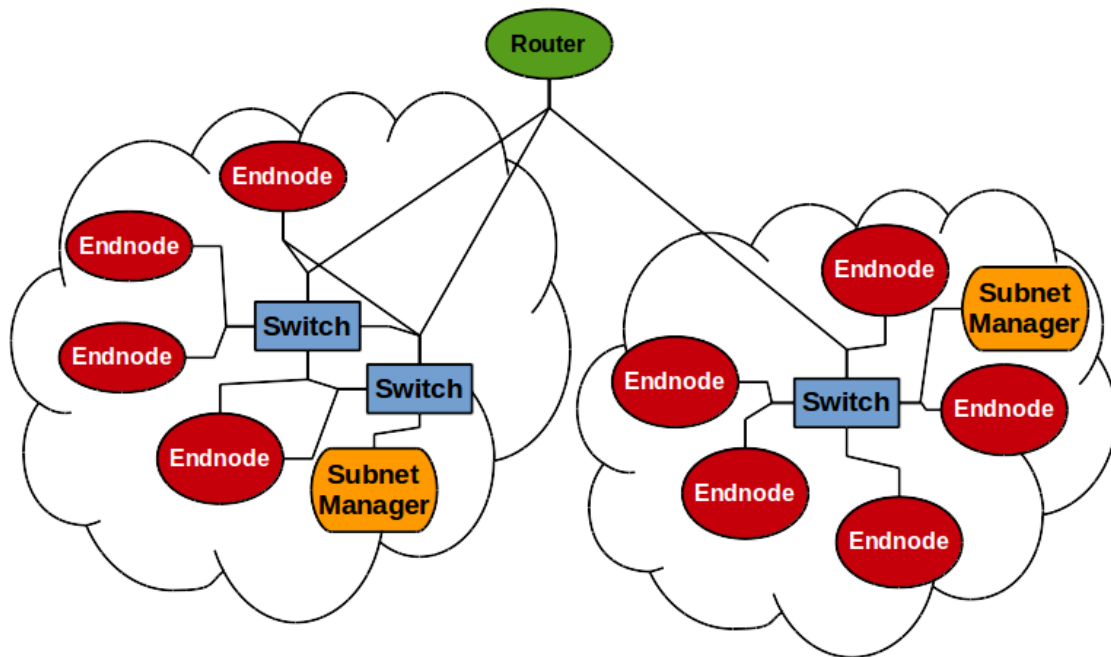 Router
Endnode
Endnode
Endnode
Switch
Switch
Endnode
Subnet
Manager
Endnode
Subnet
Manager
Endnode
Switch
Endnode
Endnode
Endnode